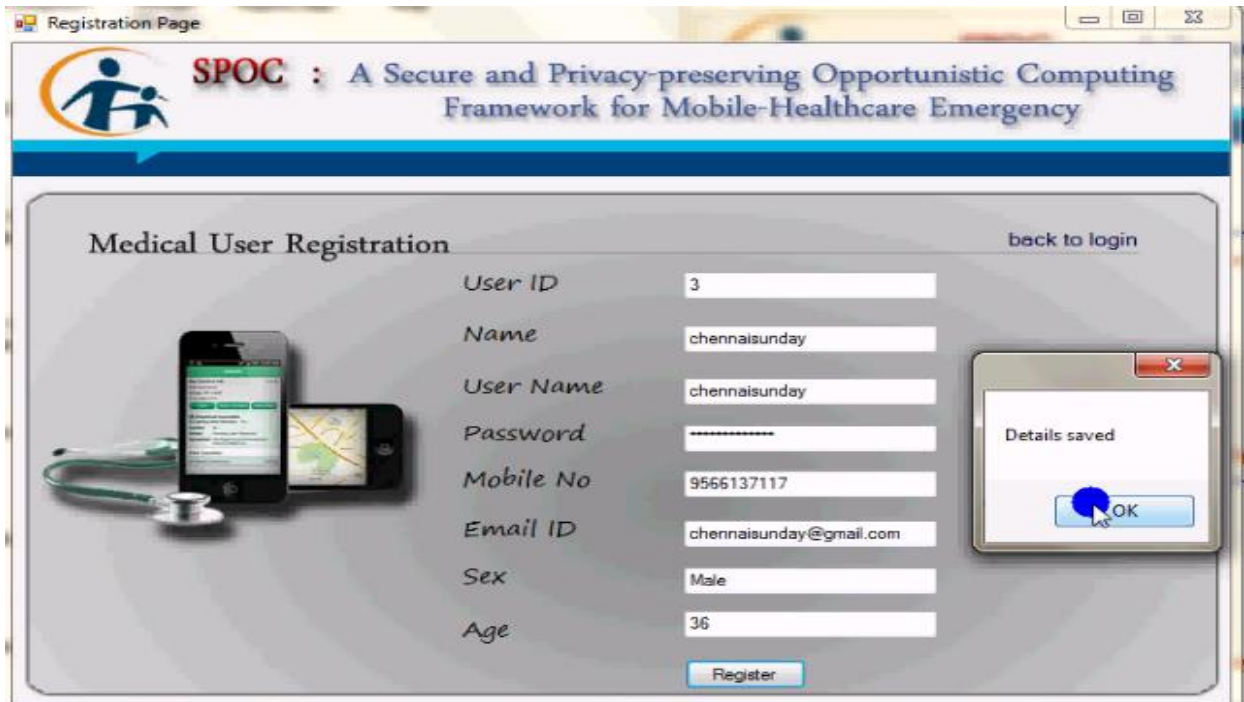 Registration Page
SPOC : A Secure and Privacy-preserving Opportunistic Computing
Framework for Mobile-Healthcare Emergency
Medical User Registration
back to login
User ID 3
Name chennaisunday
User Name chennaisunday
Password
Mobile No 9566137117
Email ID chennaisunday@gmail.com
Sex Male
Age 36
Register
Details saved
OK